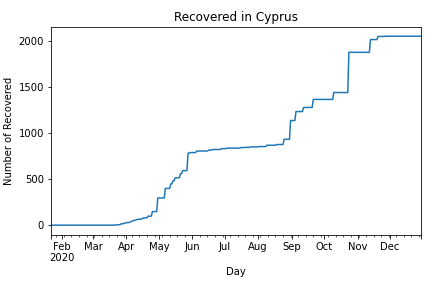 Recovered in Cyprus
Number of Recovered
2000
1500
1000
500
0
Feb Mar Apr May Jun Jul Aug Sep Oct Nov Dec
2020
Day